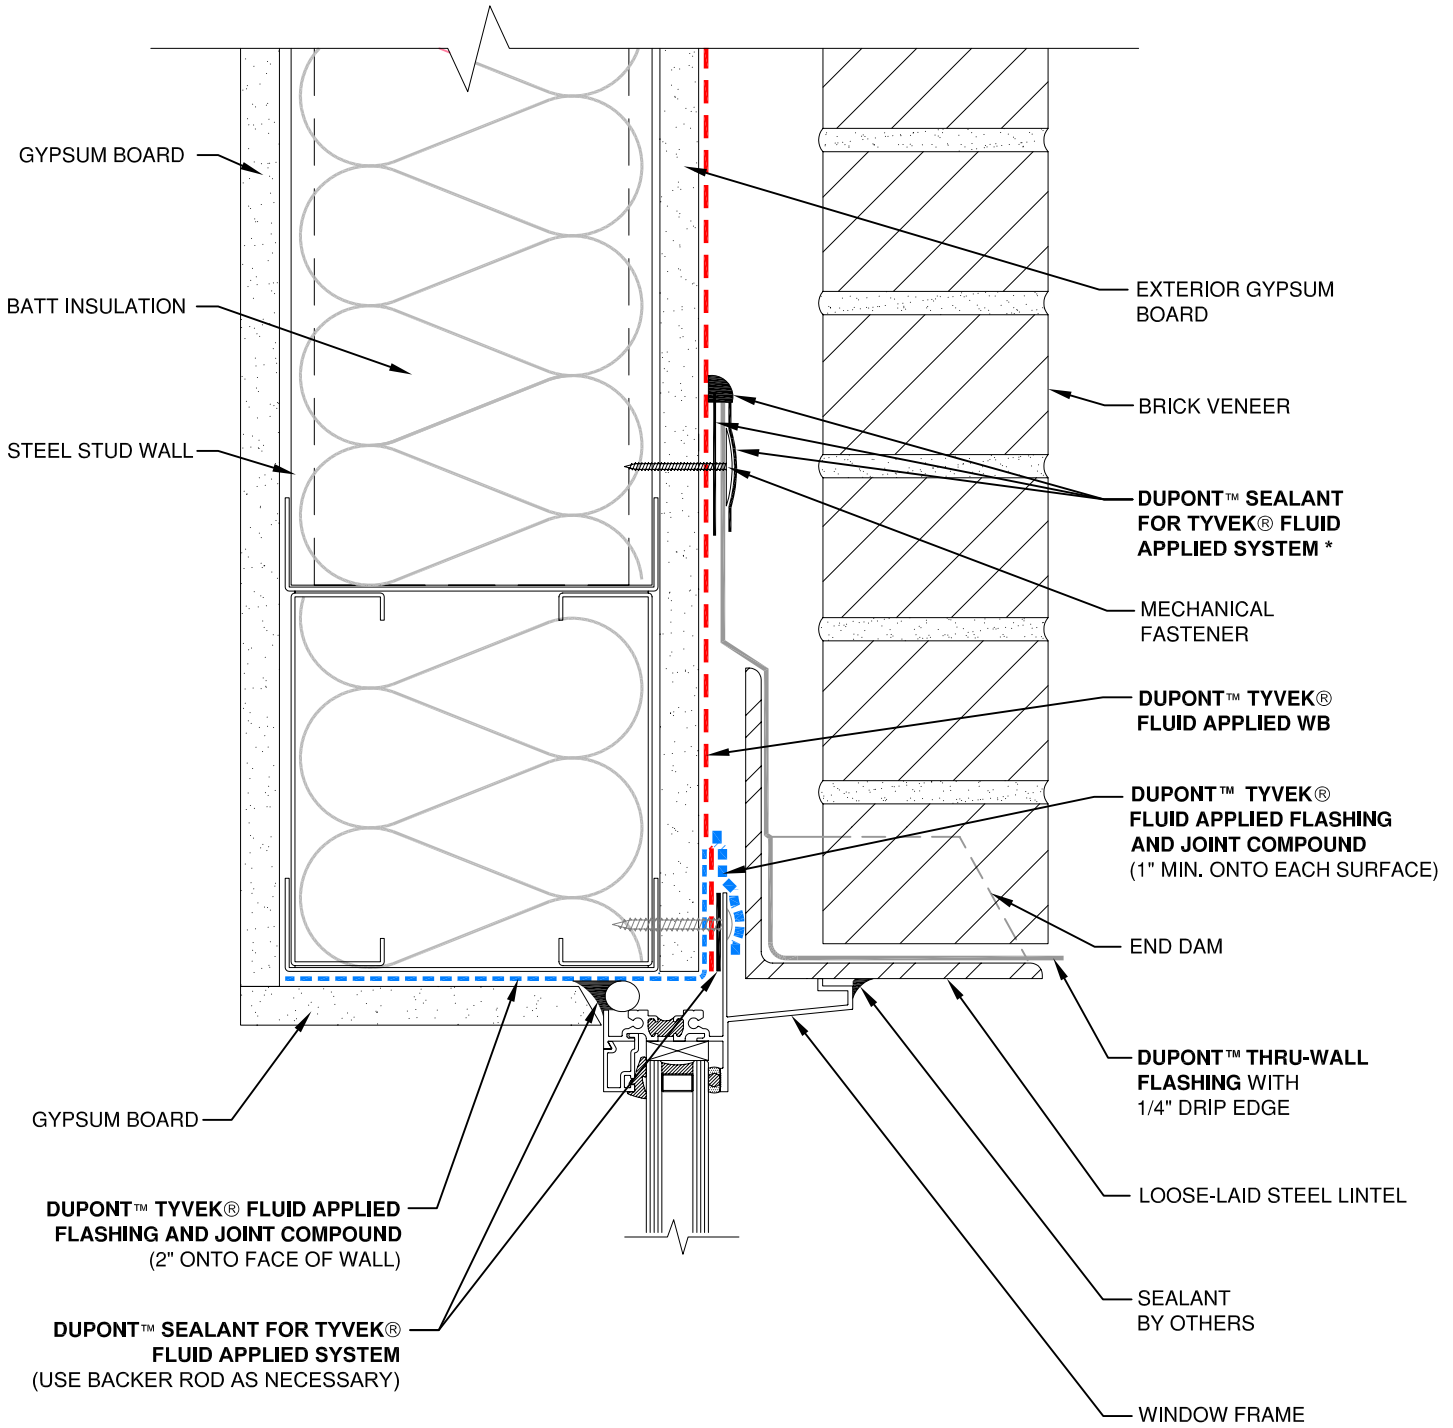 GYPSUM BOARD
BATT INSULATION
STEEL STUD WALL
GYPSUM BOARD
DUPONT™ TYVEK® FLUID APPLIED
FLASHING AND JOINT COMPOUND
(2" ONTO FACE OF WALL)
DUPONT™ SEALANT FOR TYVEK®
FLUID APPLIED SYSTEM
(USE BACKER ROD AS NECESSARY)
EXTERIOR GYPSUM
BOARD
BRICK VENEER
DUPONT™ SEALANT
FOR TYVEK® FLUID
APPLIED SYSTEM *
MECHANICAL
FASTENER
DUPONT™ TYVEK®
FLUID APPLIED WB
DUPONT™ TYVEK®
FLUID APPLIED FLASHING
AND JOINT COMPOUND
(1" MIN. ONTO EACH SURFACE)
END DAM
DUPONT™ THRU-WALL
FLASHING WITH
1/4" DRIP EDGE
LOOSE-LAID STEEL LINTEL
SEALANT
BY OTHERS
WINDOW FRAME